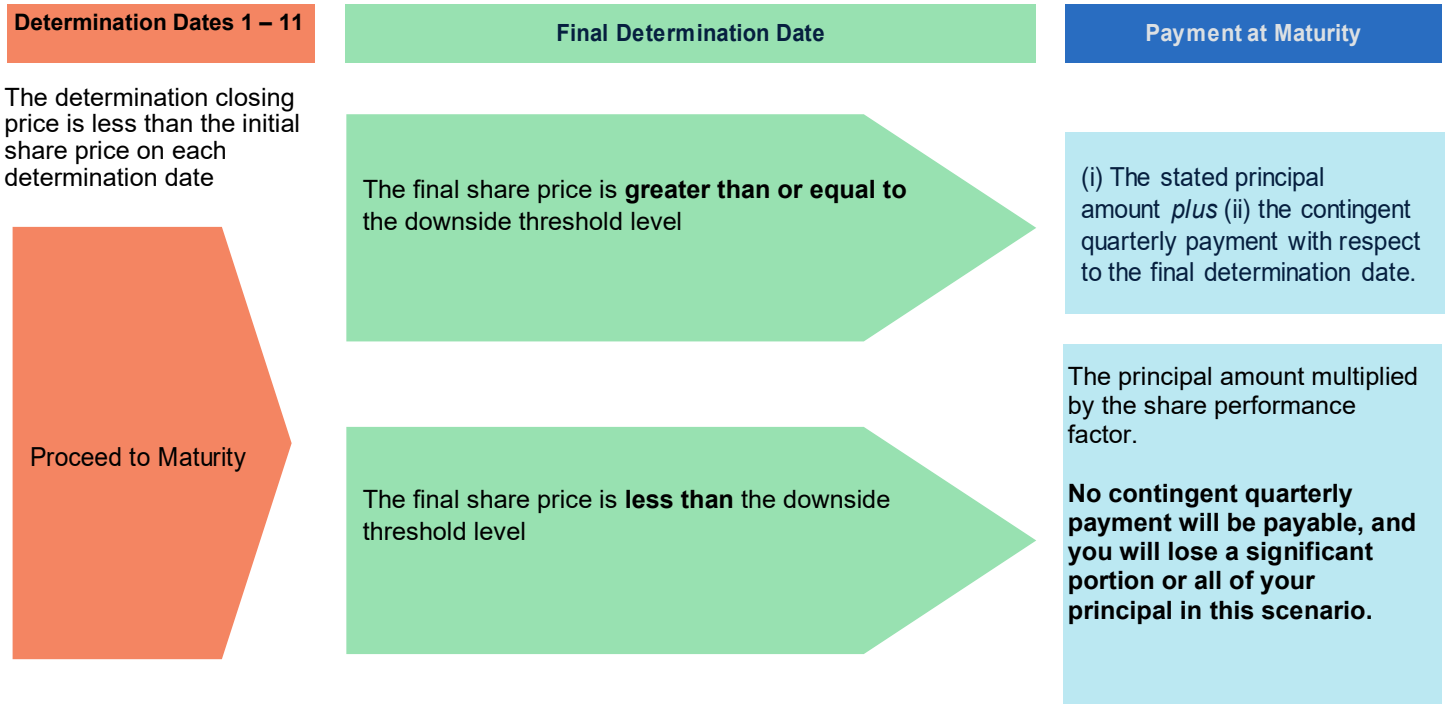 Determination Dates 1 – 11
Final Determination Date
Payment at Maturity
The determination closing
price is less than the initial
share price on each
determination date
Proceed to Maturity
The final share price is greater than or equal to
the downside threshold level
(i) The stated principal
amount plus (ii) the contingent
quarterly payment with respect
to the final determination date.
The final share price is less than the downside
threshold level
The principal amount multiplied
by the share performance
factor.
No contingent quarterly
payment will be payable, and
you will lose a significant
portion or all of your
principal in this scenario.